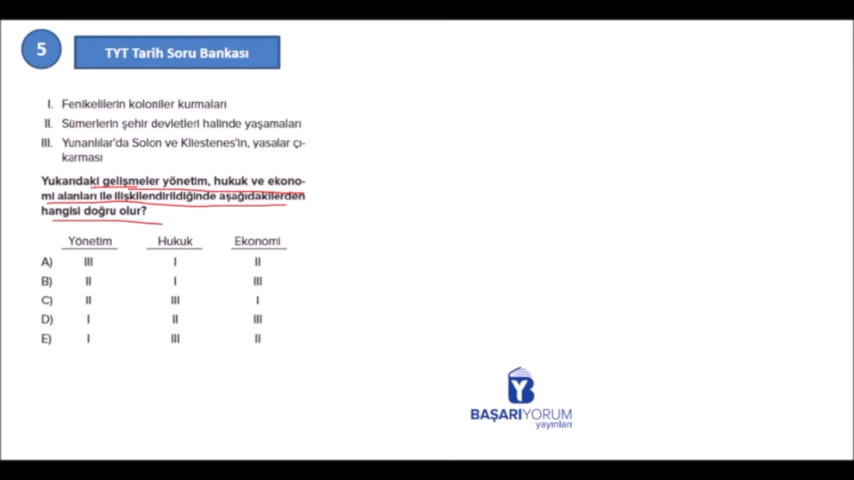 5
TYT Tarih Soru Bankası
I. Fenikelilerin koloniler kurmaları
II. Sümerlerin şehir devletleri halinde yaşamaları
III. Yunanlılar'da Solon ve Kliestenes'in, yasalar çı-
karması
Yukarıdaki gelişmeler yönetim, hukuk ve ekono-
mi alanları ile ilişkilendirildiğinde aşağıdakilerden
hangisi doğru olur?
Yönetim Hukuk Ekonomi
A) III I II
B) II I III
C) II III I
D) I II III
E) I III II
YB
BAŞARIYORUM
yayınları